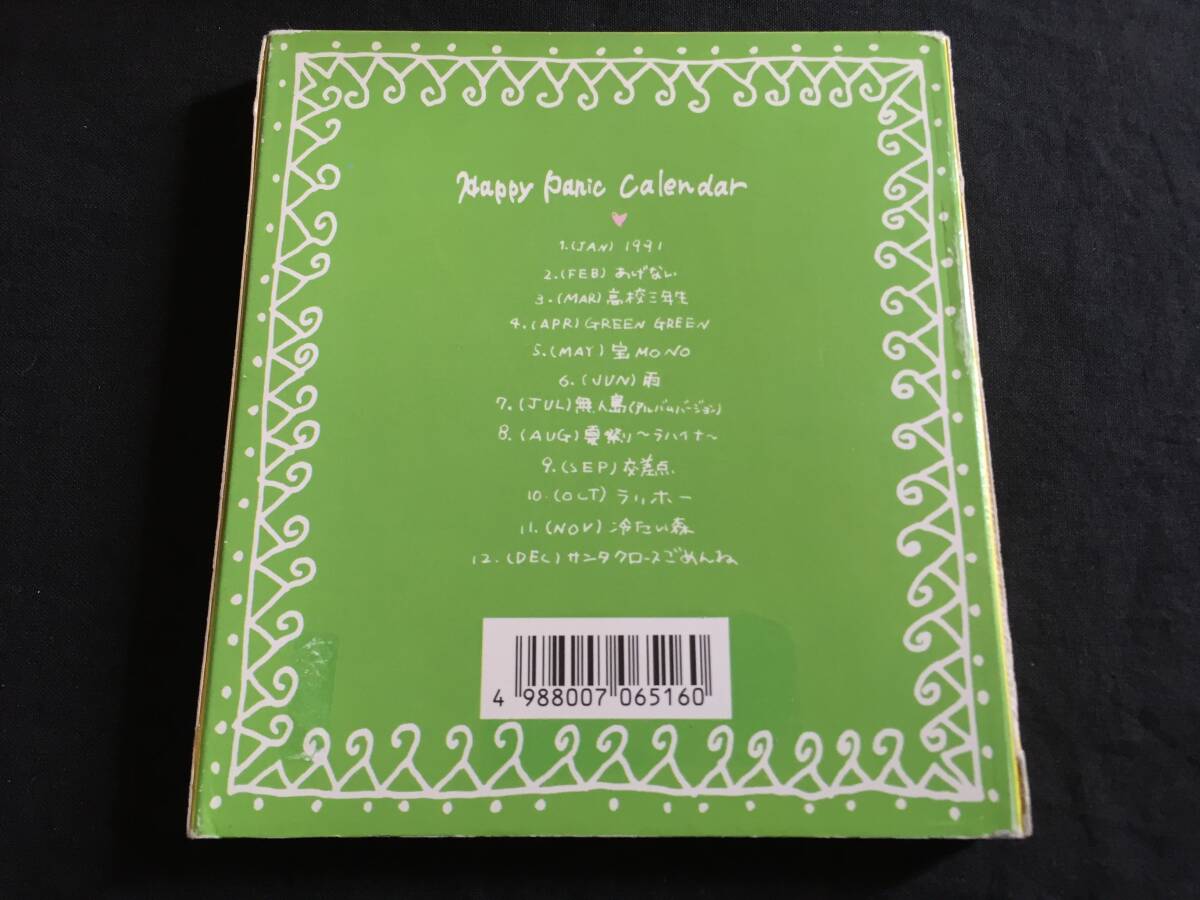 Happy Panic Calendar
1.(JAN) 1991
2.(FEB) あげない
3.(MAR) 高校三年生
4.(APR) GREEN GREEN
5.(MAY) 宝MONO
6.(JUN) 雨
7.(JUL) 無人島(アルバムバージョン)
8.(AUG) 夏祭り～ラハイナ～
9.(SEP) 交差点
10.(OCT) ラリホー
11.(NOV) 冷たい森
12.(DEC) サンタクロースごめんね
4 988007 065160